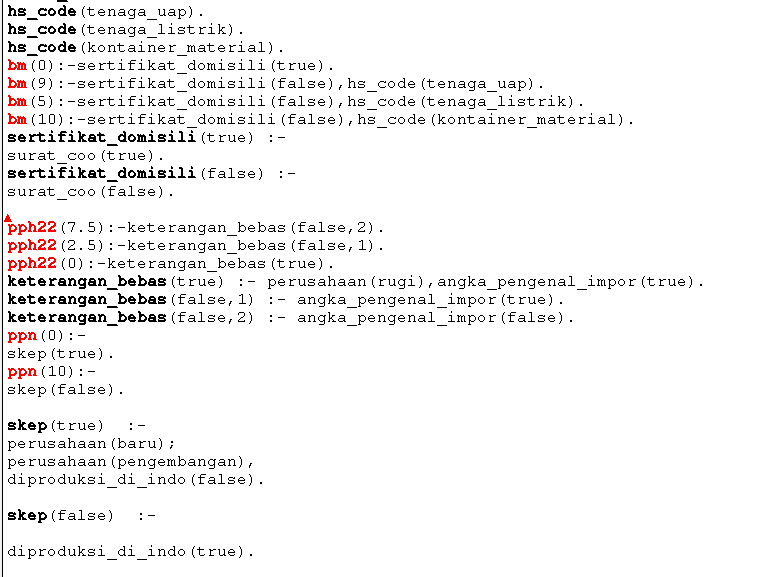 hs_code(tenaga_uap).
hs_code(tenaga_listrik).
hs_code(kontainer_material).
bm(0):-sertifikat_domisili(true).
bm(9):-sertifikat_domisili(false),hs_code(tenaga_uap).
bm(5):-sertifikat_domisili(false),hs_code(tenaga_listrik).
bm(10):-sertifikat_domisili(false),hs_code(kontainer_material).
sertifikat_domisili(true) :-
surat_coo(true).
sertifikat_domisili(false) :-
surat_coo(false).
pph22(7.5):-keterangan_bebas(false,2).
pph22(2.5):-keterangan_bebas(false,1).
pph22(0):-keterangan_bebas(true).
keterangan_bebas(true) :- perusahaan(rugi),angka_pengenal_impor(true).
keterangan_bebas(false,1) :- angka_pengenal_impor(true).
keterangan_bebas(false,2) :- angka_pengenal_impor(false).
ppn(0):-
skep(true).
ppn(10):-
skep(false).
skep(true)  :-
perusahaan(baru);
perusahaan(pengembangan),
diproduksi_di_indo(false).
skep(false)  :-
diproduksi_di_indo(true).